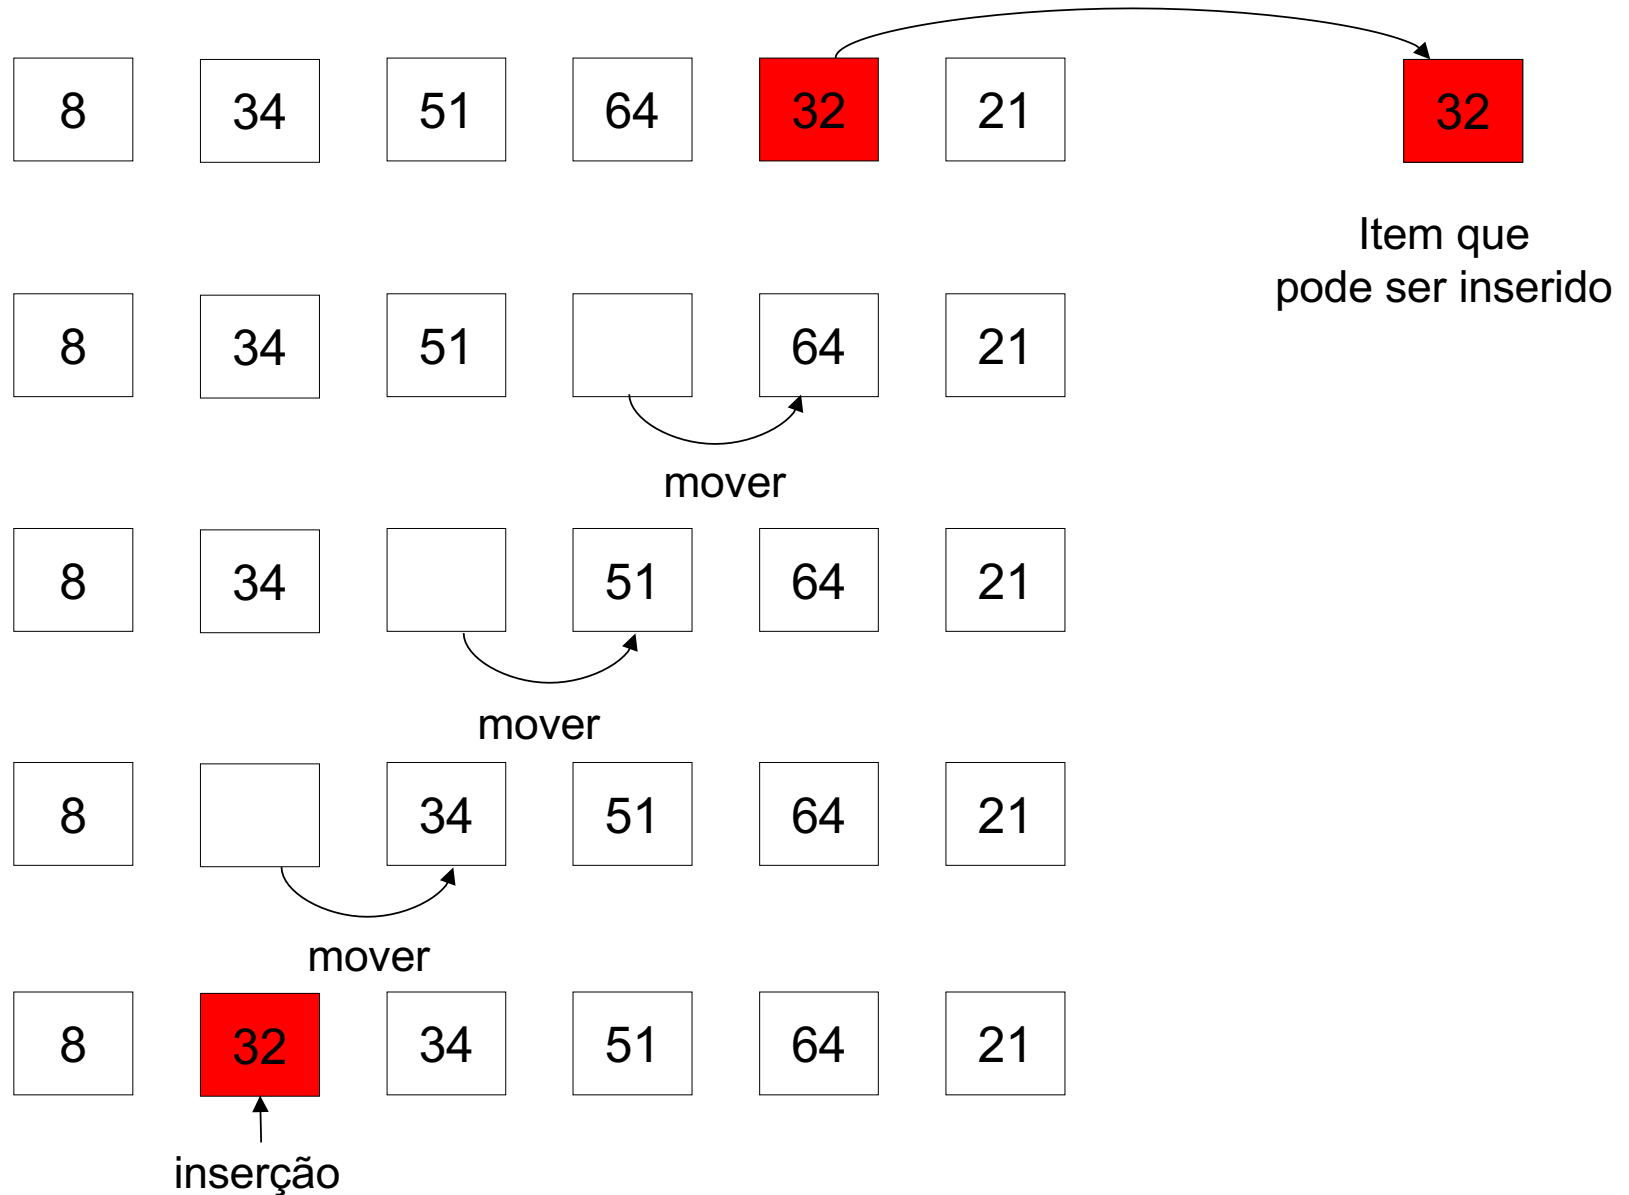 8 34 51 64 32 21 32
Item que
pode ser inserido
8 34 51 64 21
mover
8 34 51 64 21
mover
8 34 51 64 21
mover
8 32 34 51 64 21
inserção